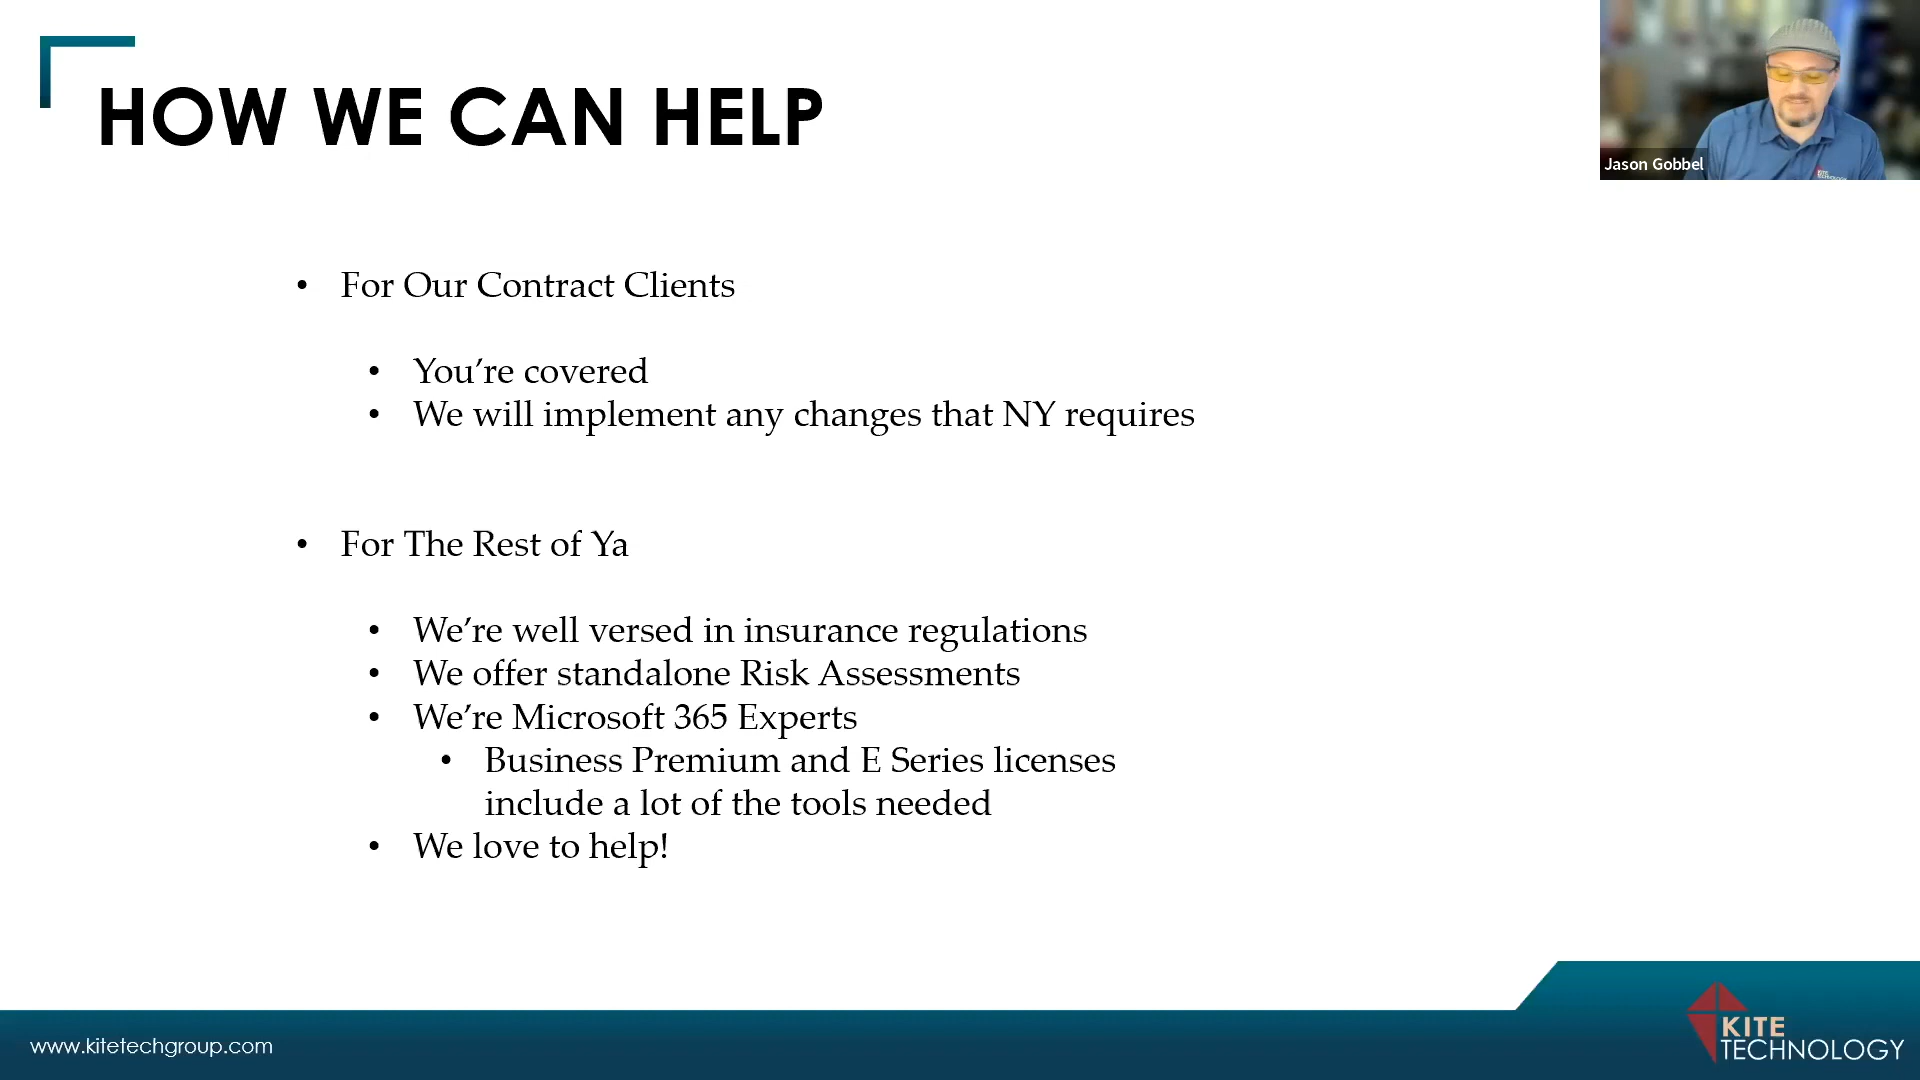 HOW WE CAN HELP
Jason Gobbel
• For Our Contract Clients
• You’re covered
• We will implement any changes that NY requires
• For The Rest of Ya
• We’re well versed in insurance regulations
• We offer standalone Risk Assessments
• We’re Microsoft 365 Experts
• Business Premium and E Series licenses
include a lot of the tools needed
• We love to help!
www.kitetechgroup.com
KITE
TECHNOLOGY